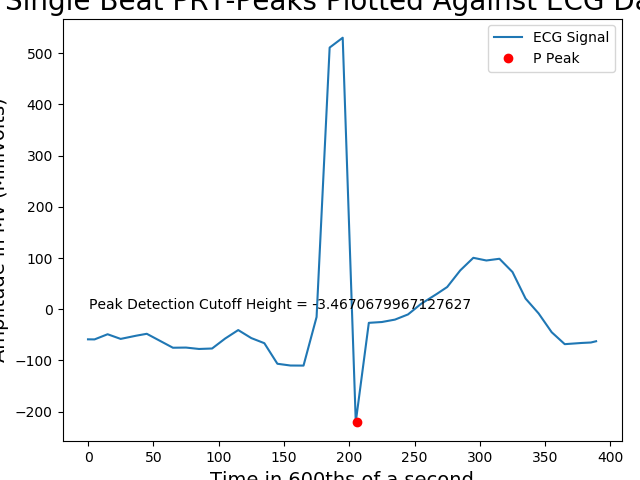 Single Beat PRT-Peaks Plotted Against ECG Da
ECG Signal
P Peak
Amplitude in MV (Millivolts)
500
400
300
200
100
0
−100
−200
Peak Detection Cutoff Height = -3.4670679967127627
0 50 100 150 200 250 300 350 400
Time in 600ths of a second